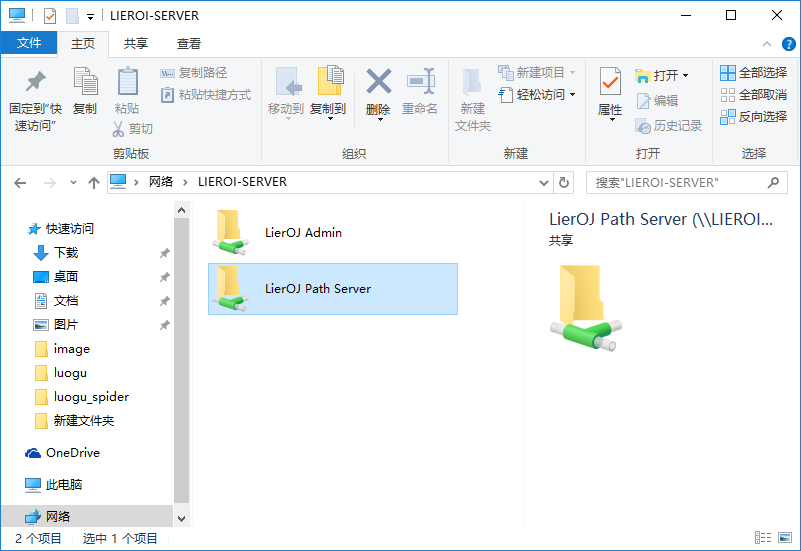 LIEROI-SERVER
文件
主页
共享
查看
固定到"快速访问"
复制
粘贴
复制路径
粘贴快捷方式
剪切
剪贴板
移动到
复制到
删除
重命名
组织
新建
文件夹
新建项目
轻松访问
新建
属性
打开
编辑
历史记录
打开
全部选择
全部取消
反向选择
选择
网络
LIEROI-SERVER
搜索"LIEROI-SERVER"
快速访问
下载
桌面
文档
图片
image
luogu
luogu_spider
新建文件夹
OneDrive
此电脑
网络
LierOJ Admin
LierOJ Path Server
LierOJ Path Server (\\LIEROI...
共享
2 个项目
选中 1 个项目